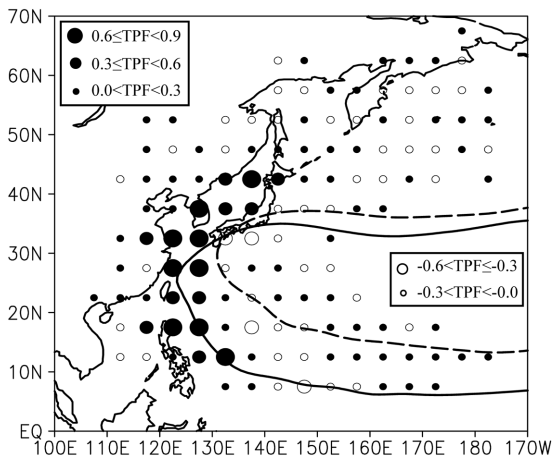 70N
0.6≤TPF<0.9
0.3≤TPF<0.6
0.0<TPF<0.3
60N
50N
40N
30N
-0.6<TPF≤-0.3
-0.3<TPF<-0.0
20N
10N
EQ
100E 110E 120E 130E 140E 150E 160E 170E 180 170W